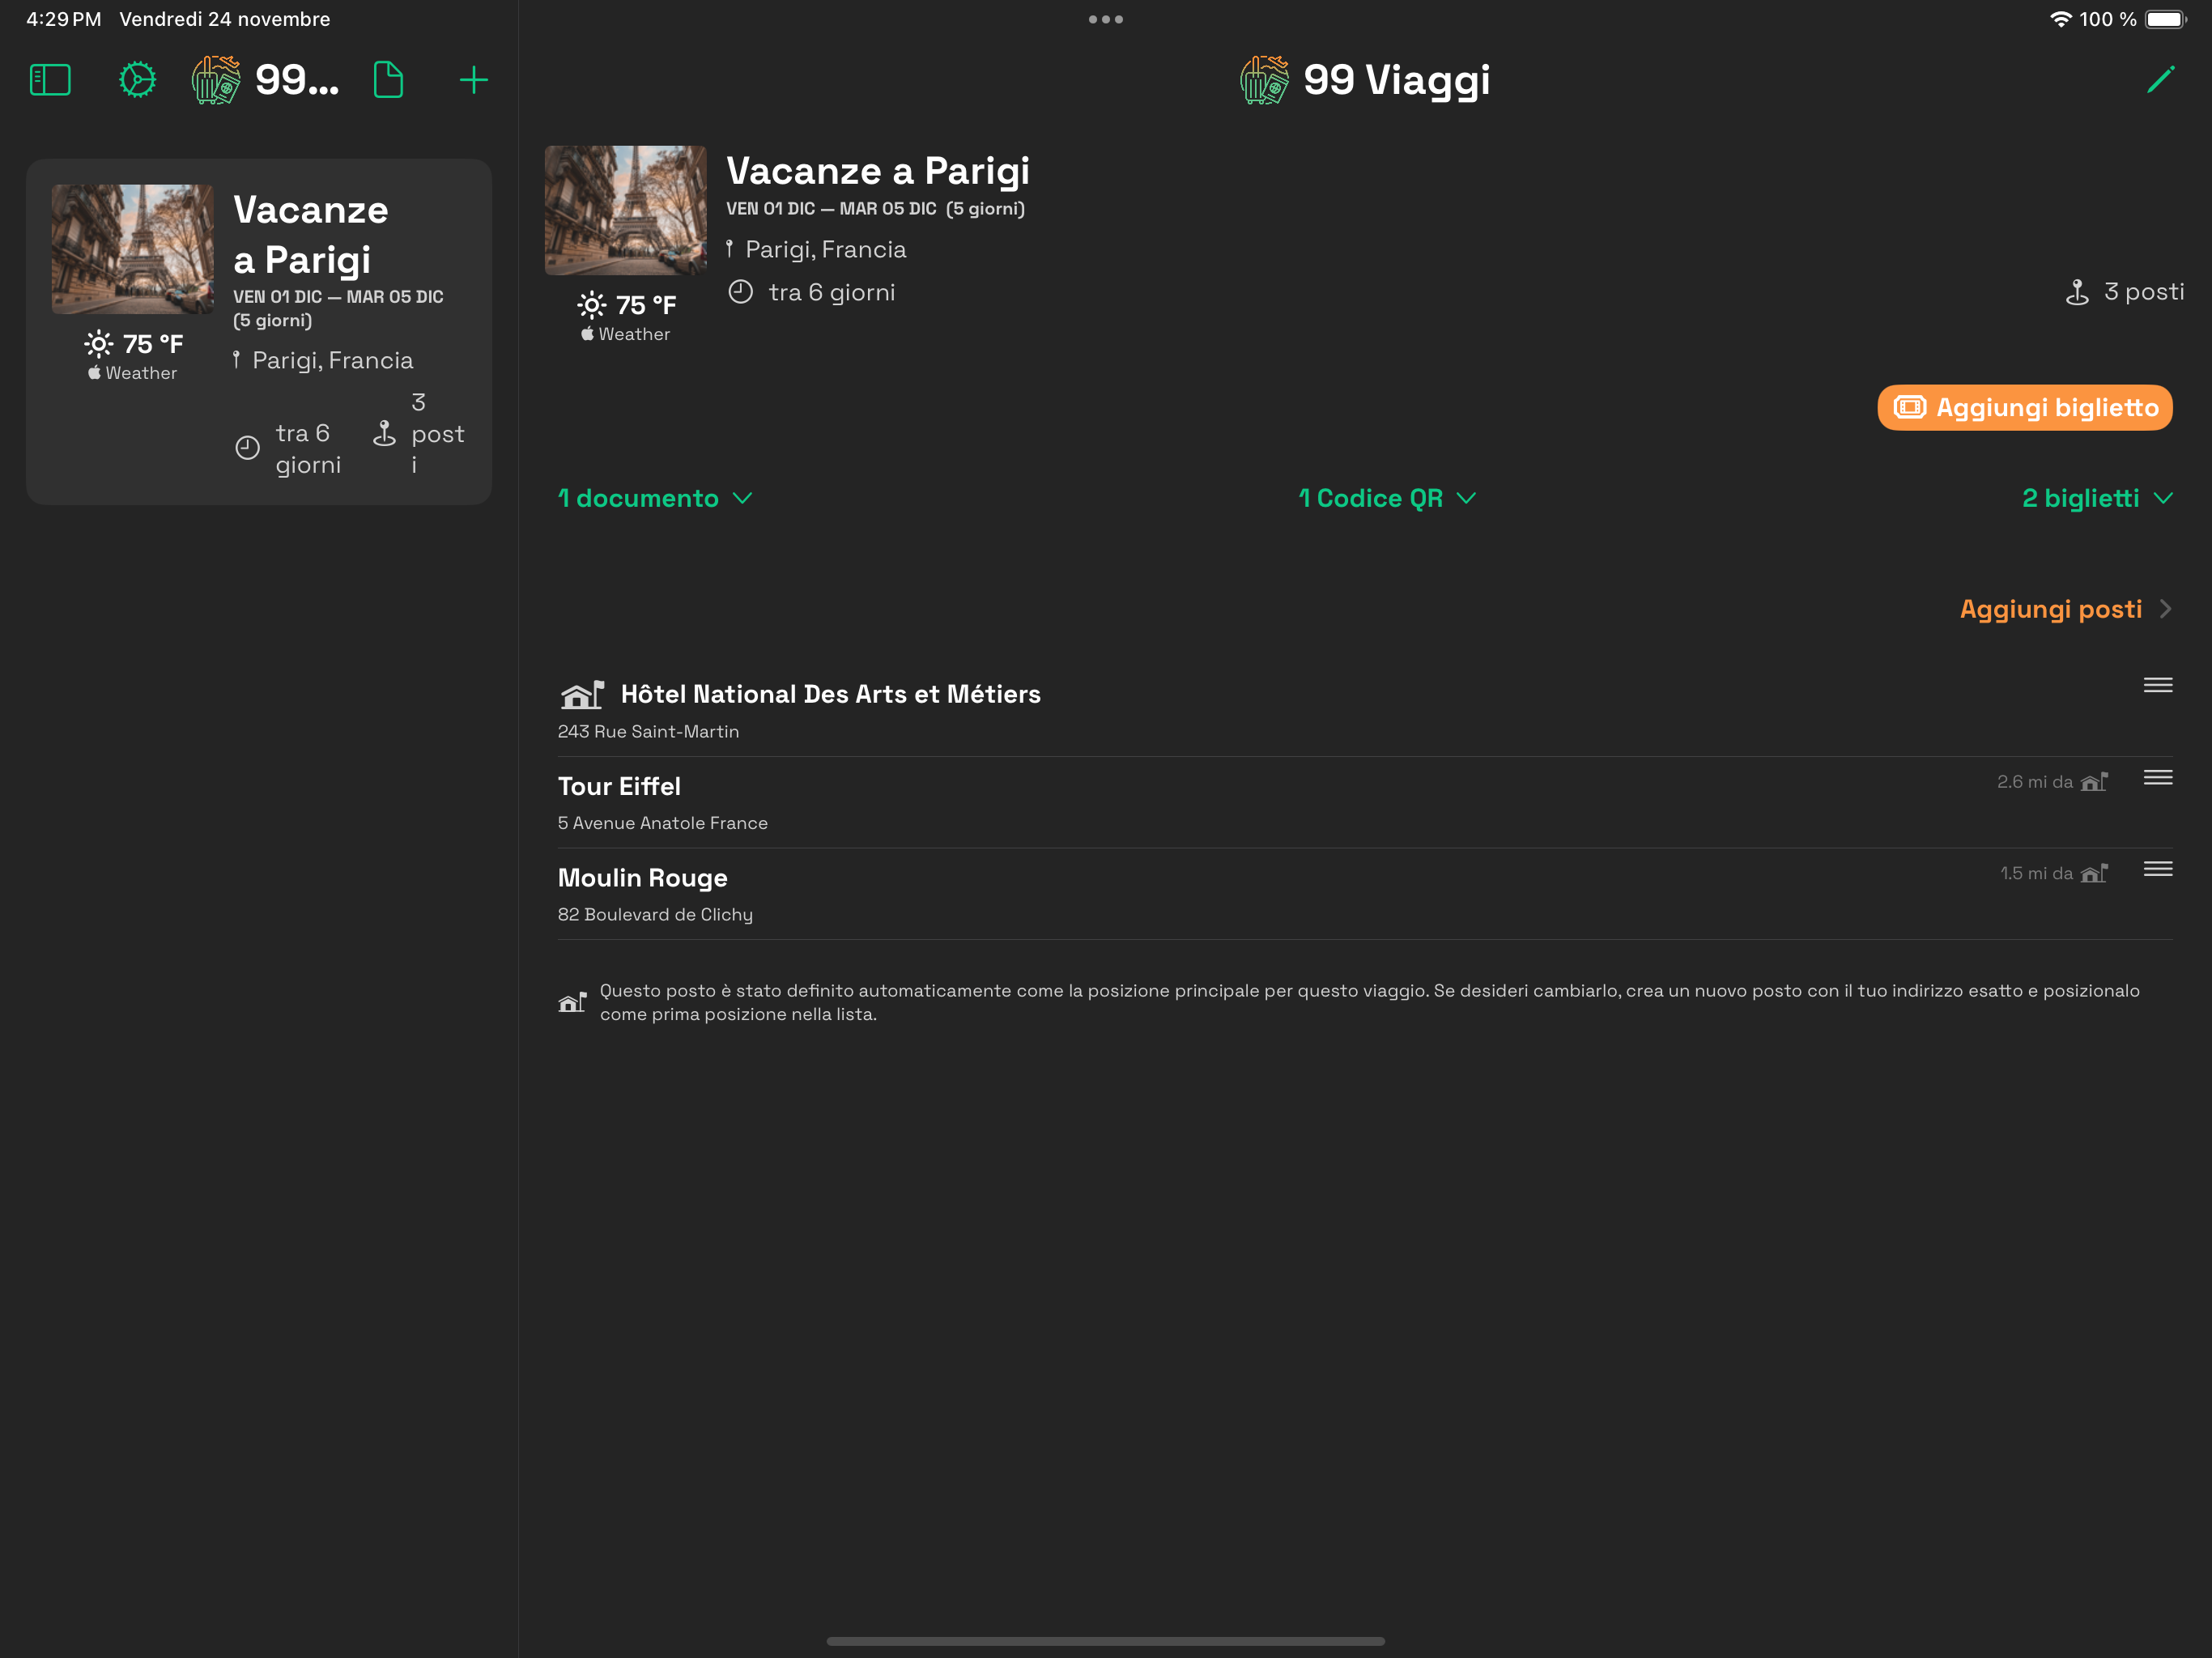 4:29 PM Vendredi 24 novembre
100 %
99...
Vacanze
a Parigi
VEN 01 DIC — MAR 05 DIC
(5 giorni)
75 °F
Weather
Parigi, Francia
tra 6
giorni
3
post
i
99 Viaggi
Vacanze a Parigi
VEN 01 DIC — MAR 05 DIC (5 giorni)
Parigi, Francia
75 °F
Weather
tra 6 giorni
3 posti
Aggiungi biglietto
1 documento
1 Codice QR
2 biglietti
Aggiungi posti
Hôtel National Des Arts et Métiers
243 Rue Saint-Martin
Tour Eiffel
2.6 mi da
5 Avenue Anatole France
Moulin Rouge
1.5 mi da
82 Boulevard de Clichy
Questo posto è stato definito automaticamente come la posizione principale per questo viaggio. Se desideri cambiarlo, crea un nuovo posto con il tuo indirizzo esatto e posizionalo
come prima posizione nella lista.